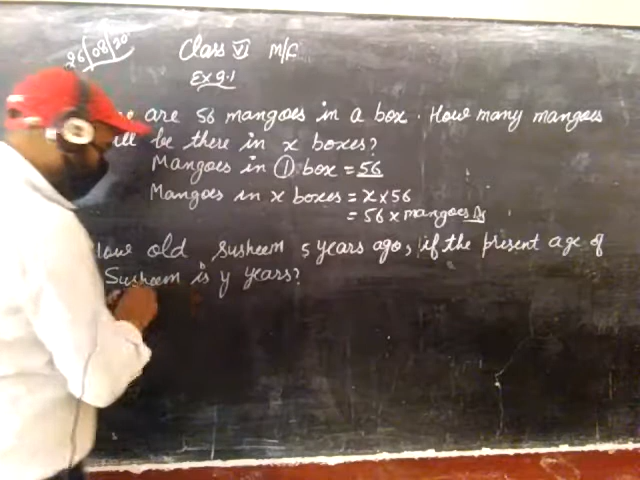 26/08/20 Class VI M/C
Ex 9.1
are 56 mangoes in a box. How many mangoes
be there in x boxes?
Mangoes in 1 box = 56
Mangoes in x boxes = x × 56
= 56 x mangoes
old susheem 5 years ago, if the present age of
Susheem is y years?